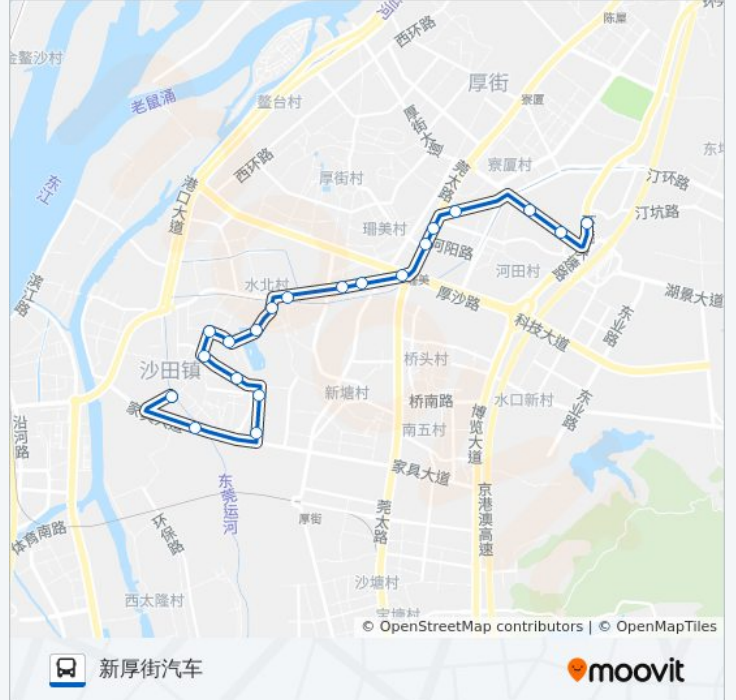 陈屋
西环路
金鳌沙村
厚街
寮厦
老鼠涌
鳌台村
厚街大道
西环路
寮厦村
莞太路
厚街村
汀环路
东江
港口大道
汀坑路
珊美村
河阳路
河田村
水北村
滨江路
厚沙路
湖景大道
科技大道
东业路
沙田镇
桥头村
新塘村
桥南路
水口新村
东业路
博览大道
南五村
沿河路
家具大道
东莞运河
京港澳高速
莞太路
厚街
环保路
体育南路
沙塘村
西太隆村
© OpenStreetMap contributors | © OpenMapTiles
新厚街汽车
moovit